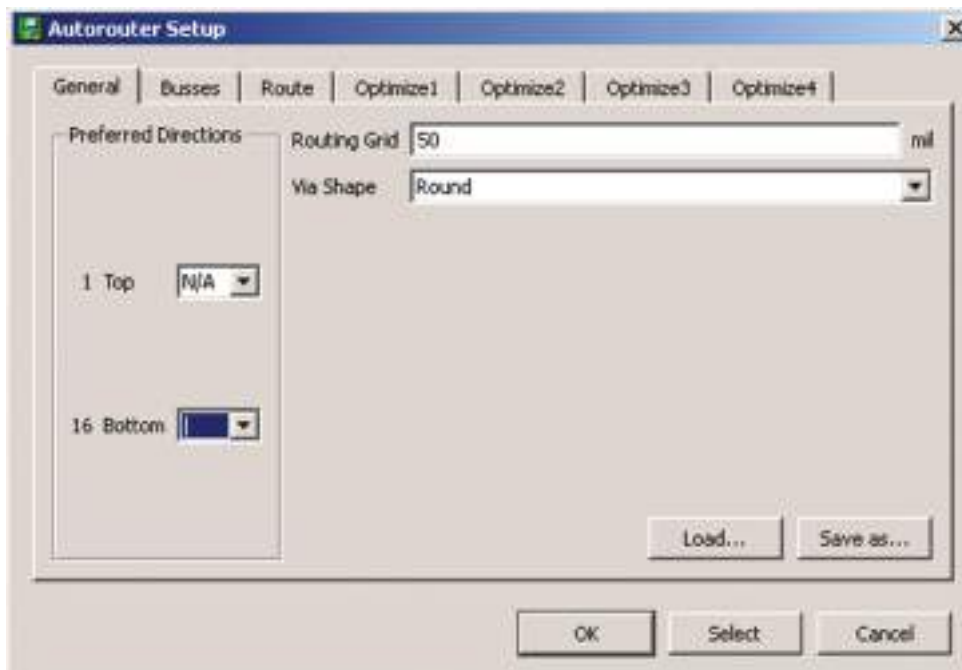 Autorouter Setup
General Busses Route Optimize1 Optimize2 Optimize3 Optimize4
Preferred Directions
Routing Grid 50 mil
Via Shape Round
1 Top N/A
16 Bottom
Load... Save as...
OK Select Cancel